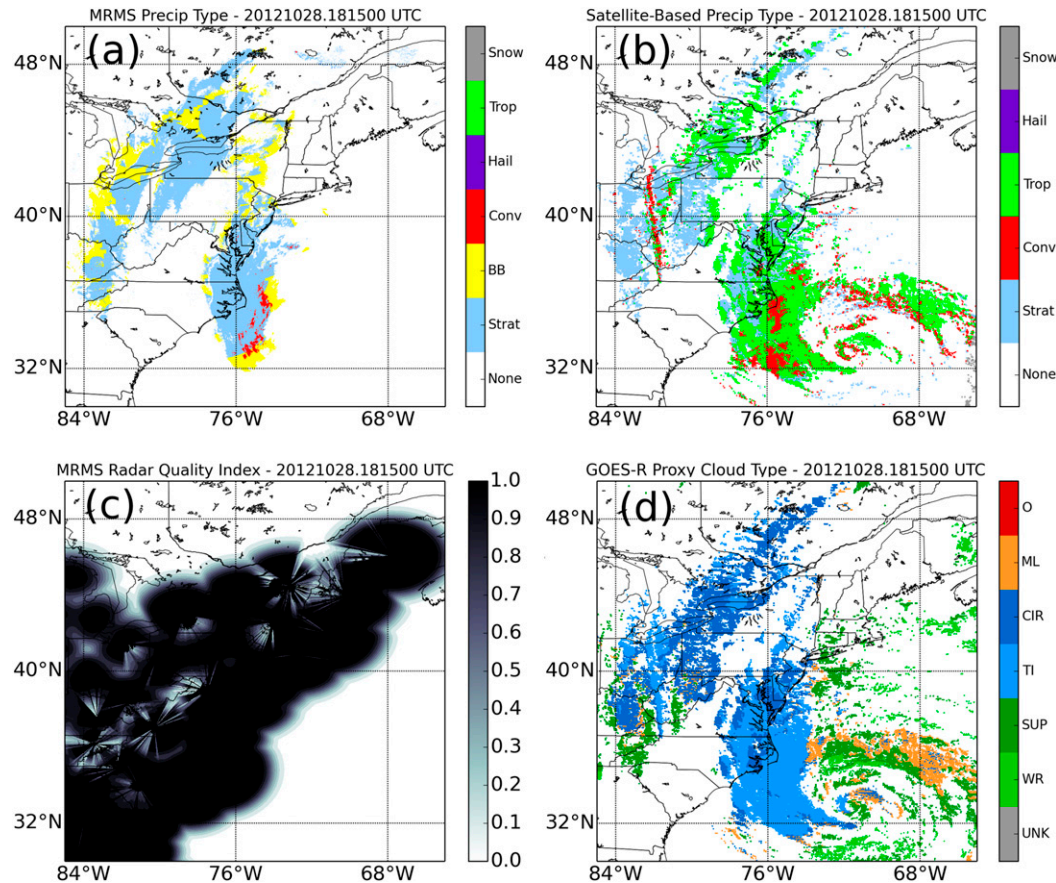 MRMS Precip Type - 20121028.181500 UTC
(a)
48°N
40°N
32°N
84°W
76°W
68°W
Snow
Trop
Hail
Conv
BB
Strat
None
Satellite-Based Precip Type - 20121028.181500 UTC
(b)
48°N
40°N
32°N
84°W
76°W
68°W
Snow
Hail
Trop
Conv
Strat
None
MRMS Radar Quality Index - 20121028.181500 UTC
(c)
48°N
40°N
32°N
84°W
76°W
68°W
1.0
0.9
0.8
0.7
0.6
0.5
0.4
0.3
0.2
0.1
0.0
GOES-R Proxy Cloud Type - 20121028.181500 UTC
(d)
48°N
40°N
32°N
84°W
76°W
68°W
O
ML
CIR
TI
SUP
WR
UNK